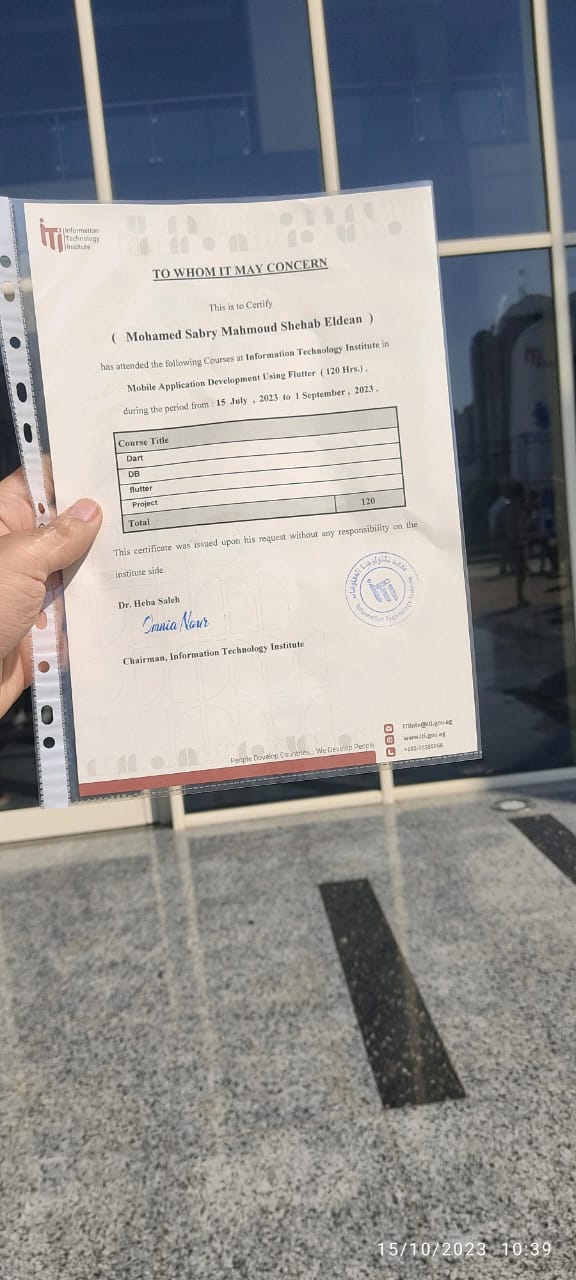 iTi
Information
Technology
Institute
TO WHOM IT MAY CONCERN
This is to Certify
( Mohamed Sabry Mahmoud Shehab Eldean )
has attended the following Courses at Information Technology Institute in
Mobile Application Development Using Flutter ( 120 Hrs.) .
during the period from : 15 July , 2023 to 1 September , 2023 .
Course Title
Dart
DB
flutter
Project
Total 120
This certificate was issued upon his request without any responsibility on the
institute side.
Dr. Heba Saleh
Omnia Nour
Chairman, Information Technology Institute
معهد تكنولوجيا المعلومات
iTi
Information Technology Institute
People Develop Countries... We Develop People
ITIinfo@iti.gov.eg
www.iti.gov.eg
15/10/2023 10:39